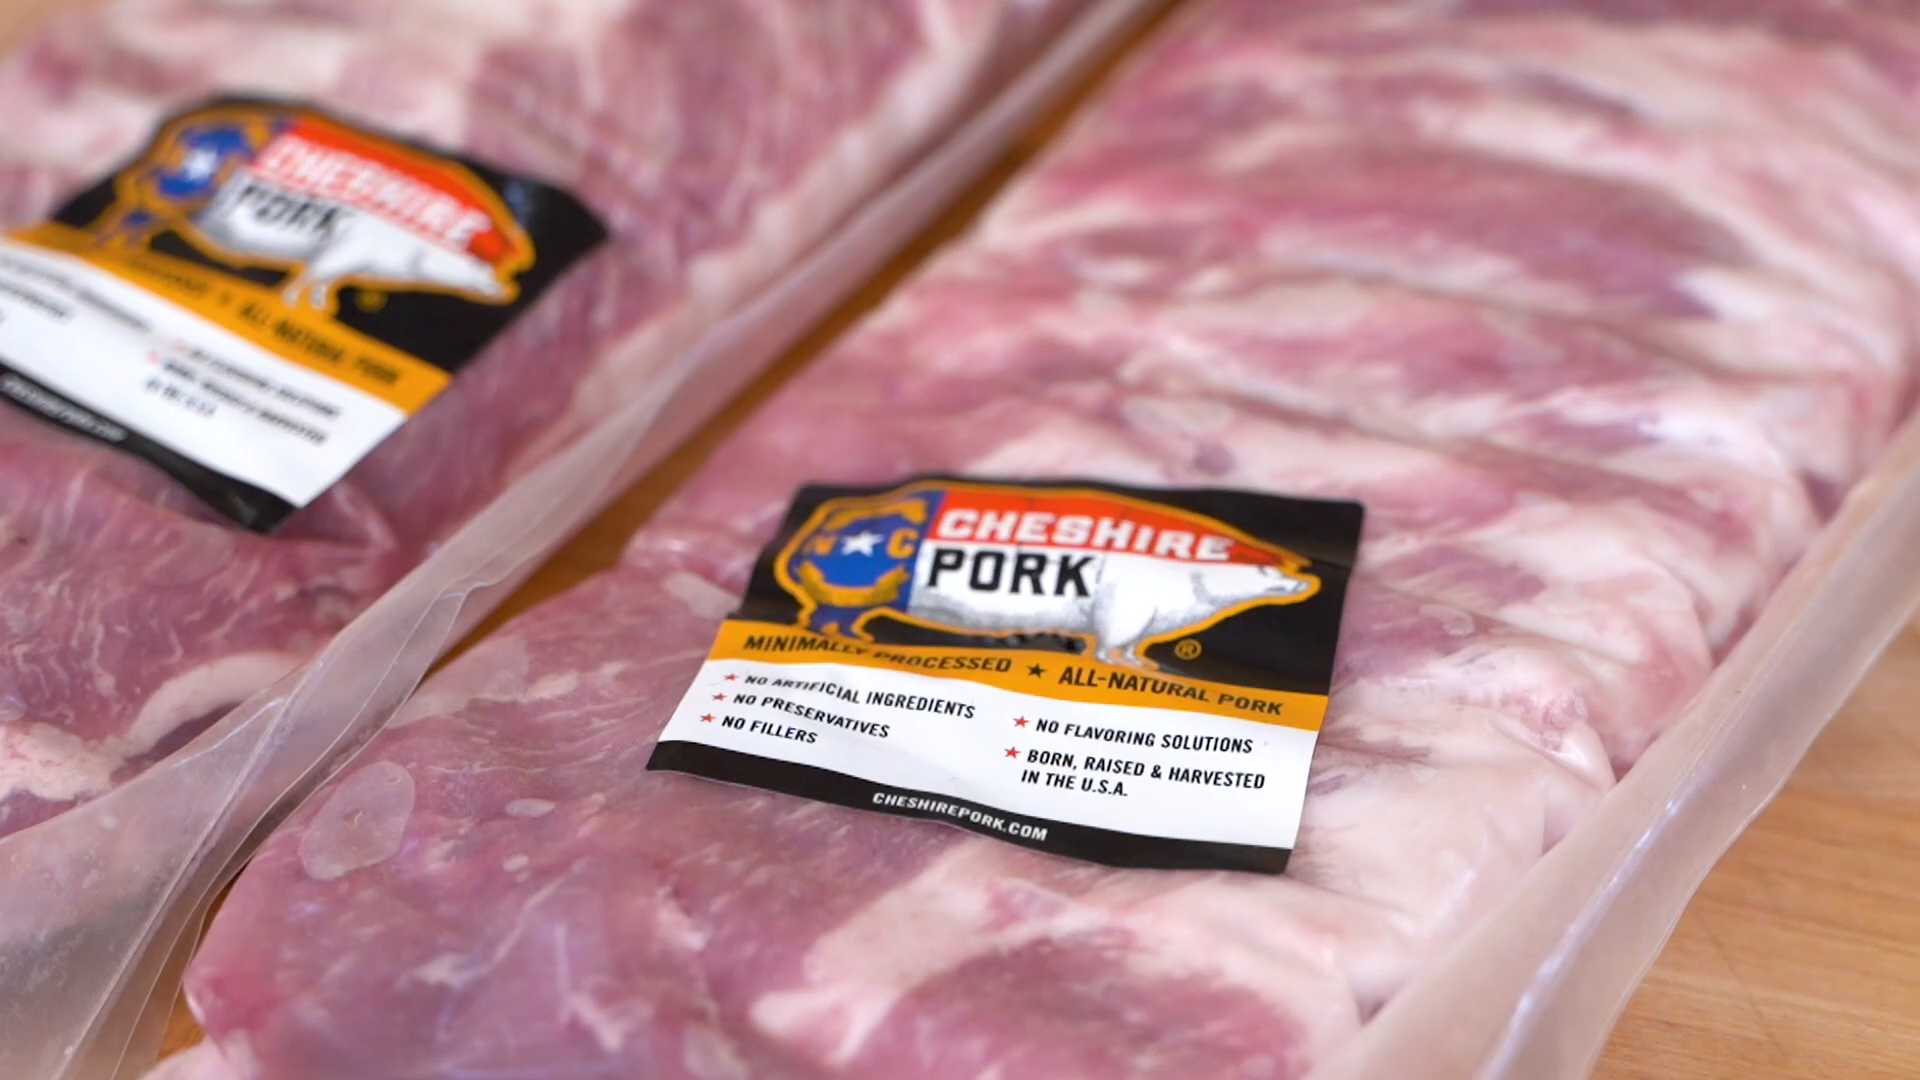 CHESHIRE
PORK
ALL-NATURAL PORK
N ★ C
CHESHIRE
PORK
®
MINIMALLY PROCESSED ★ ALL-NATURAL PORK
★ NO ARTIFICIAL INGREDIENTS
★ NO PRESERVATIVES
★ NO FILLERS
★ NO FLAVORING SOLUTIONS
★ BORN, RAISED & HARVESTED
IN THE U.S.A.
CHESHIREPORK.COM